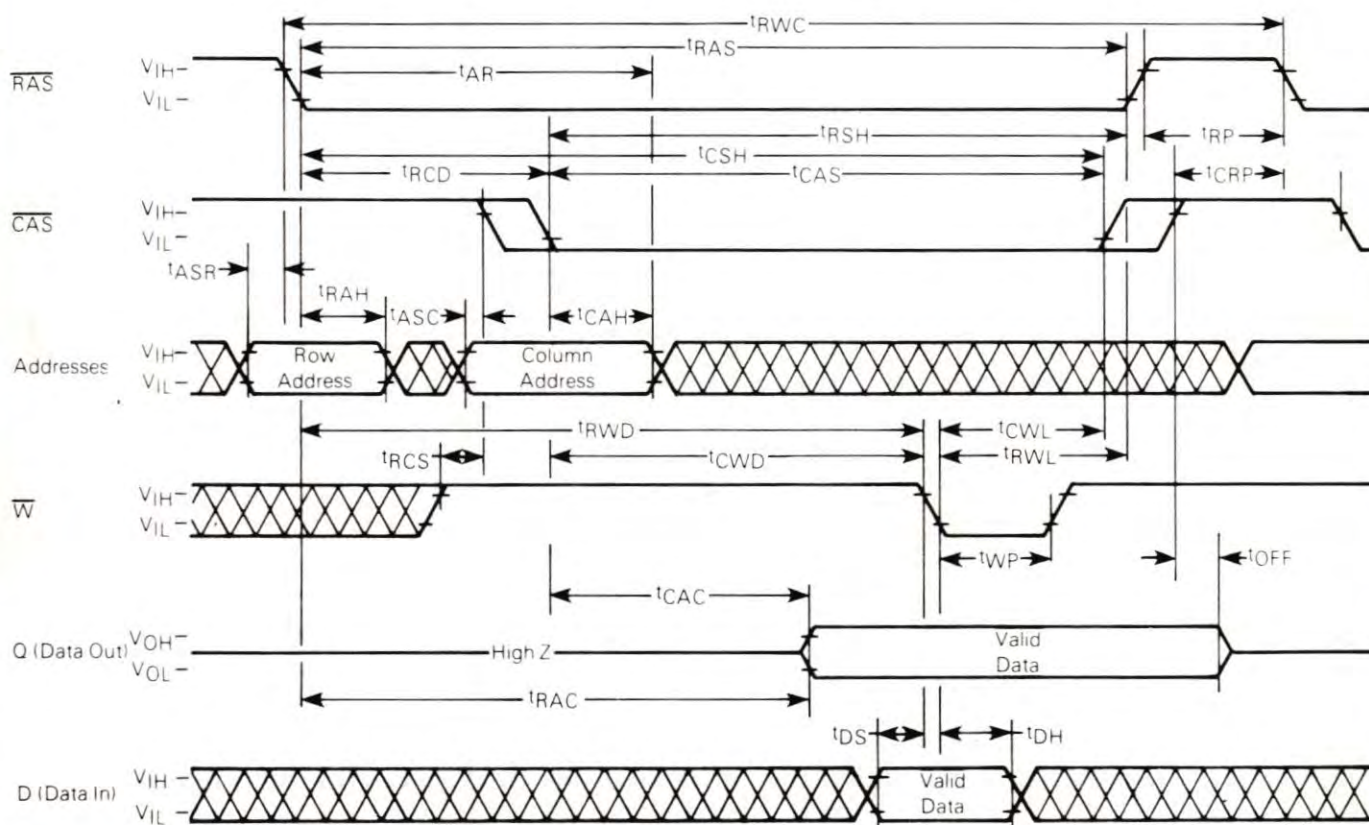 tRWC
tRAS
tAR
RAS
VIH
VIL
tRSH
tRP
tCSH
tRCD
tCAS
tCRP
CAS
VIH
VIL
tASR
tRAH
tASC
tCAH
Addresses
VIH
VIL
Row
Address
Column
Address
tRWD
tCWL
tRCS
tCWD
tRWL
W
VIH
VIL
tWP
tOFF
tCAC
Q (Data Out)
VOH
VOL
High Z
Valid
Data
tRAC
tDS
tDH
D (Data In)
VIH
VIL
Valid
Data